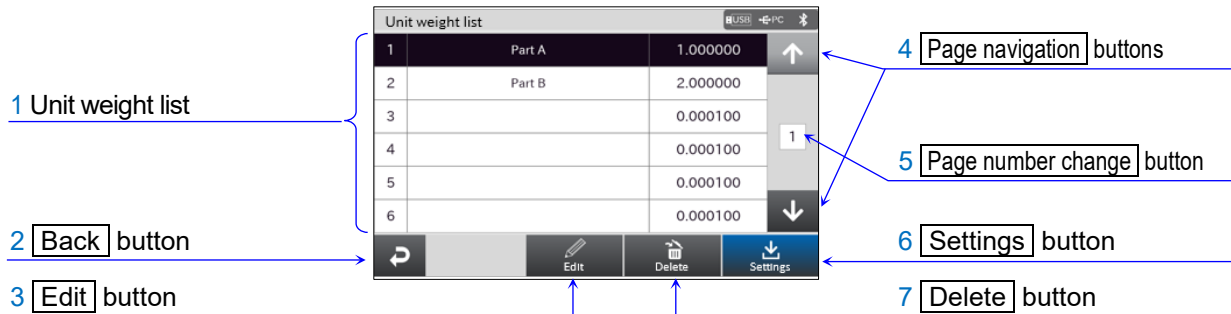 Unit weight list
USB PC
1 Part A 1.000000
2 Part B 2.000000
3 0.000100
4 0.000100
5 0.000100
6 0.000100
1
Edit
Delete
Settings
1 Unit weight list
2 Back button
3 Edit button
4 Page navigation buttons
5 Page number change button
6 Settings button
7 Delete button